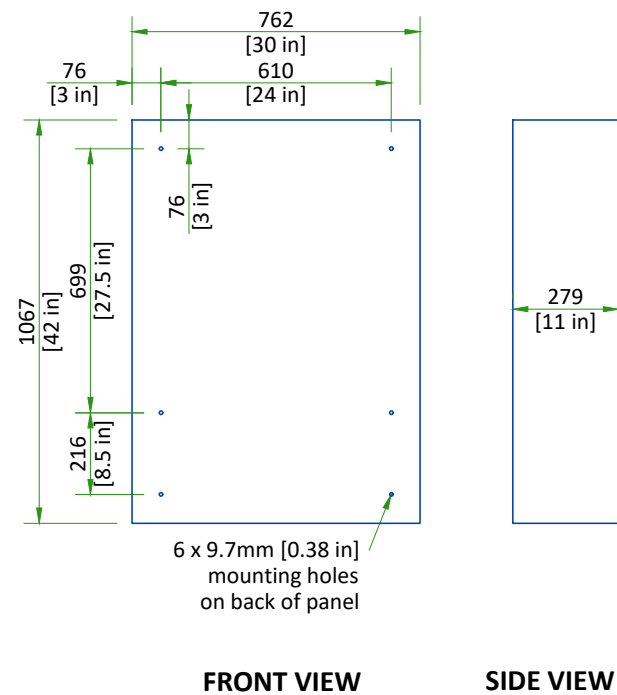 762
[30 in]
76
[3 in]
610
[24 in]
76
[3 in]
699
[27.5 in]
1067
[42 in]
216
[8.5 in]
279
[11 in]
6 x 9.7mm [0.38 in]
mounting holes
on back of panel
FRONT VIEW
SIDE VIEW